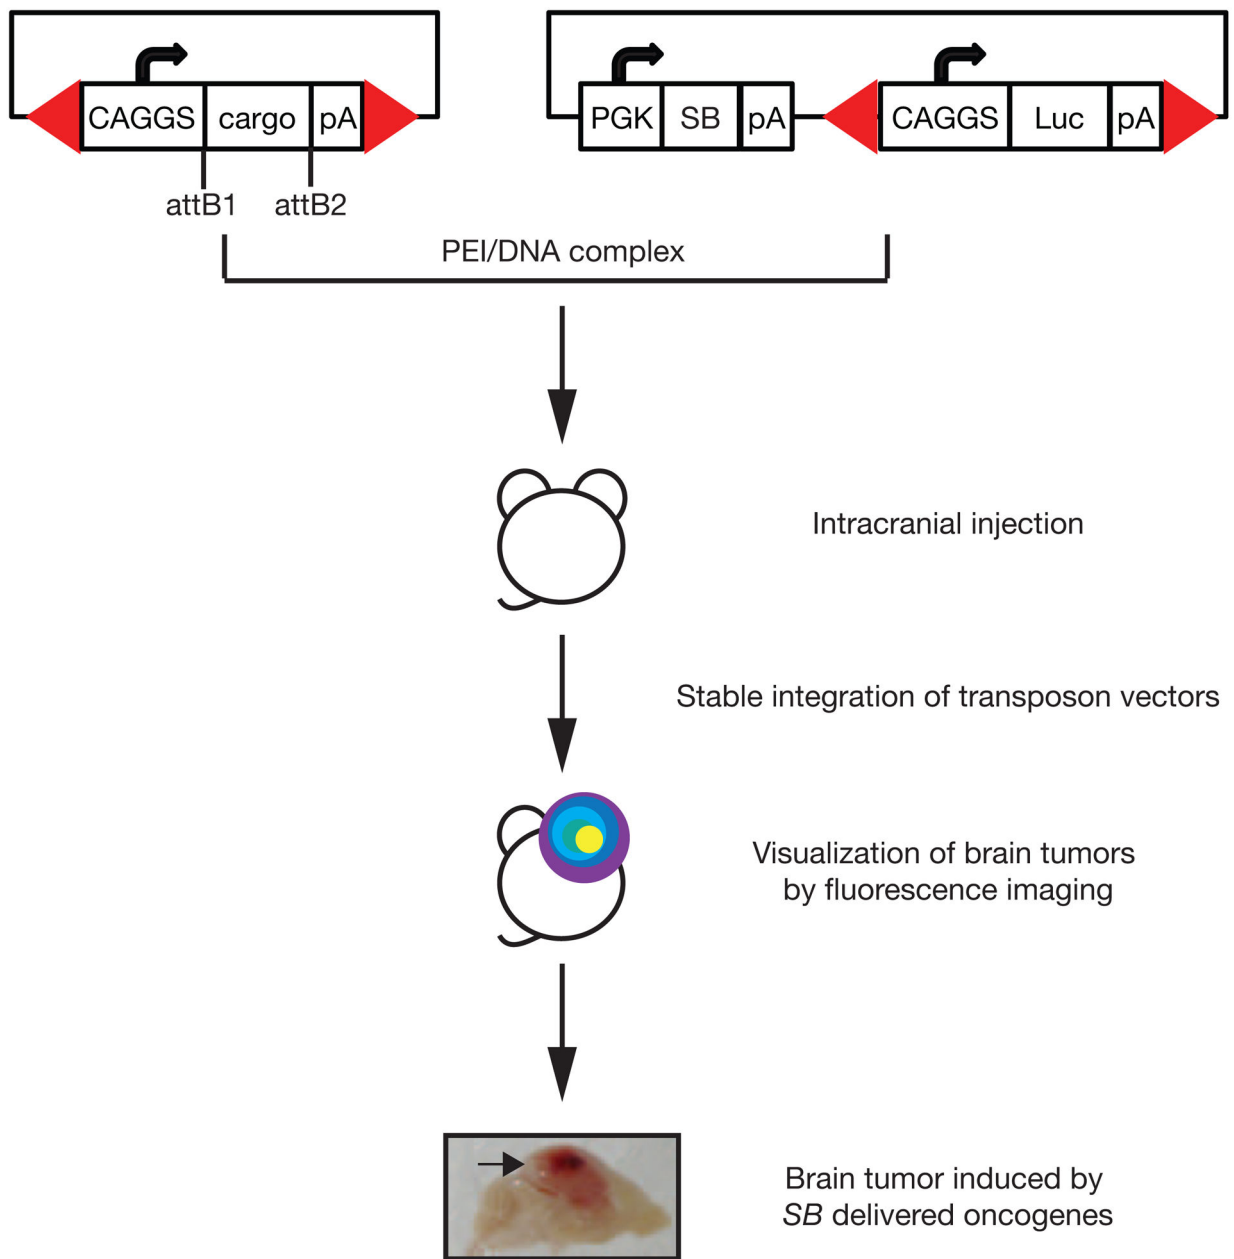 CAGGS cargo pA
PGK SB pA CAGGS Luc pA
attB1 attB2
PEI/DNA complex
Intracranial injection
Stable integration of transposon vectors
Visualization of brain tumors
by fluorescence imaging
Brain tumor induced by
SB delivered oncogenes